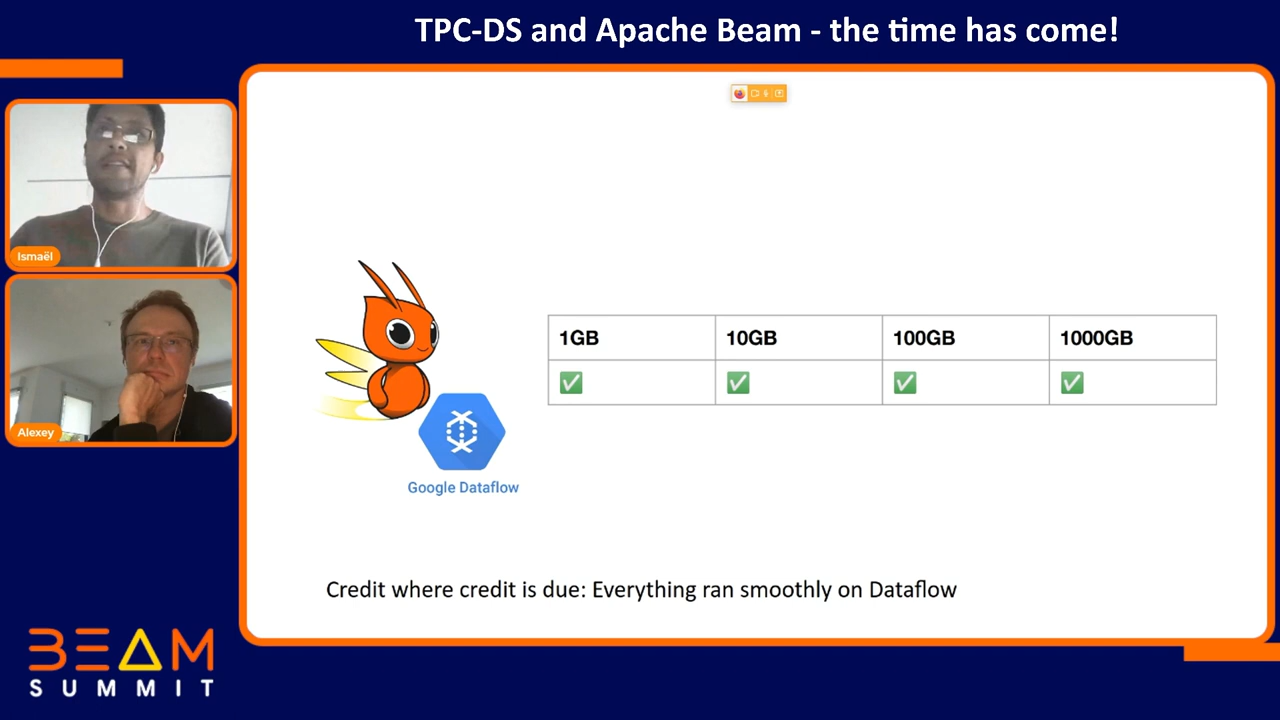 TPC-DS and Apache Beam - the time has come!
Ismaël
Alexey
1GB 10GB 100GB 1000GB
Google Dataflow
Credit where credit is due: Everything ran smoothly on Dataflow
BEAM
SUMMIT